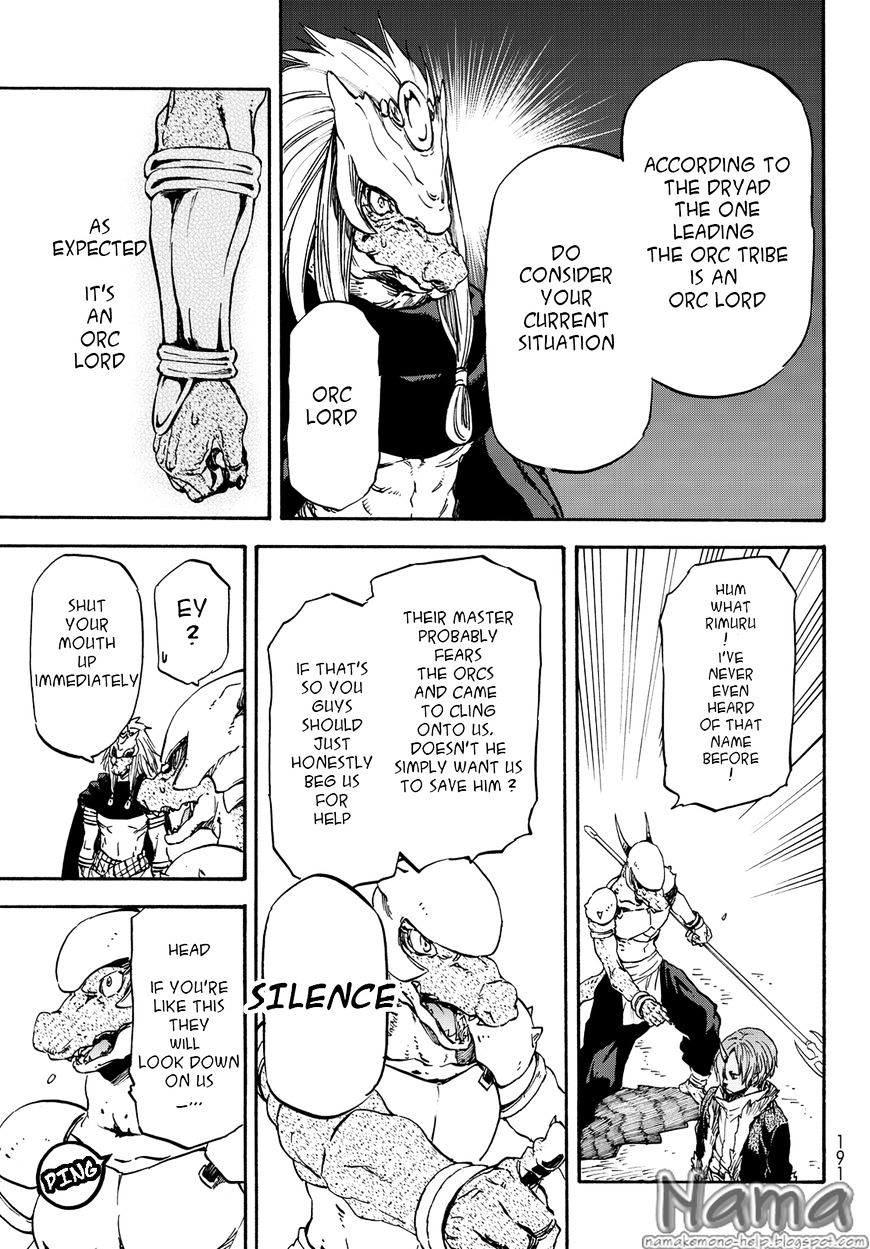 ACCORDING TO
THE DRYAD
THE ONE
LEADING
THE ORC TRIBE
IS AN
ORC LORD
DO
CONSIDER
YOUR
CURRENT
SITUATION
ORC
LORD
AS
EXPECTED
IT'S
AN
ORC
LORD
HUM
WHAT
RIMURU
!
I'VE
NEVER
EVEN
HEARD
OF THAT
NAME
BEFORE
!
THEIR MASTER
PROBABLY
FEARS
THE ORCS
AND CAME
TO CLING
ONTO US,
DOESN'T HE
SIMPLY WANT US
TO SAVE HIM ?
IF THAT'S
SO YOU
GUYS
SHOULD
JUST
HONESTLY
BEG US
FOR
HELP
SILENCE
EY
?
SHUT
YOUR
MOUTH
UP
IMMEDIATELY
HEAD
IF YOU'RE
LIKE THIS
THEY
WILL
LOOK DOWN
ON US
_...
PING
191
Nama
namakemono-help.blogspot.com